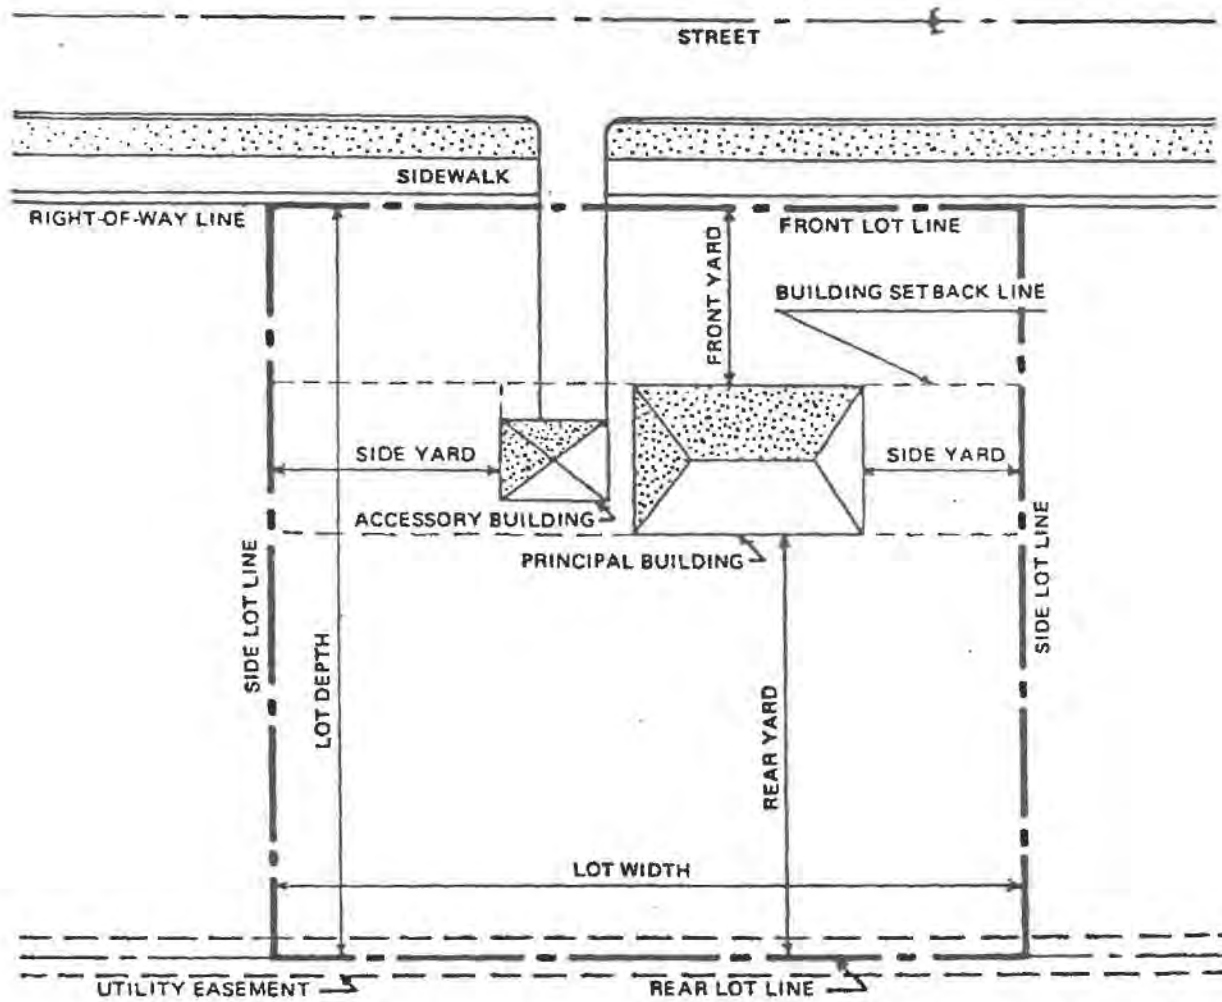 STREET
SIDEWALK
RIGHT-OF-WAY LINE
FRONT LOT LINE
FRONT YARD
BUILDING SETBACK LINE
SIDE YARD
SIDE YARD
ACCESSORY BUILDING
PRINCIPAL BUILDING
SIDE LOT LINE
SIDE LOT LINE
LOT DEPTH
REAR YARD
LOT WIDTH
UTILITY EASEMENT
REAR LOT LINE